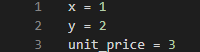 1 x = 1
2 y = 2
3 unit_price = 3